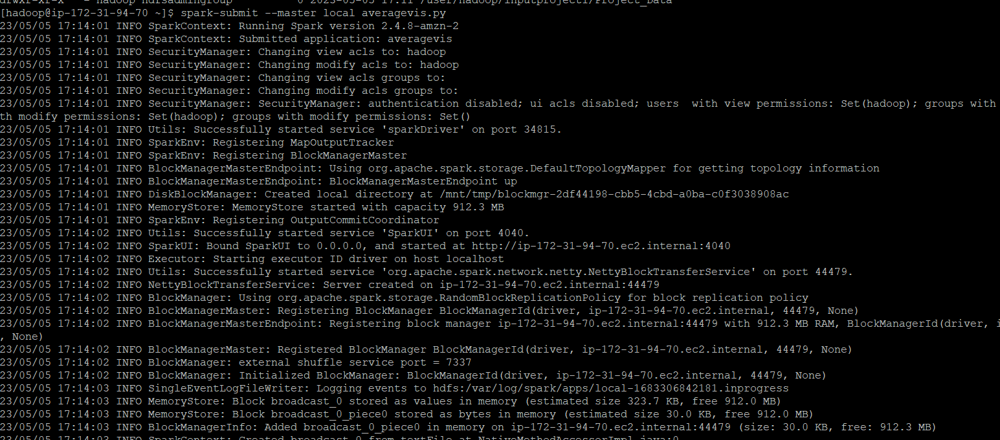 drwxr-xr-x - hadoop hdfsadmingroup 0 2023-05-05 17:11 /user/hadoop/inputproject1/Project_Data
[hadoop@ip-172-31-94-70 ~]$ spark-submit --master local averagevis.py
23/05/05 17:14:01 INFO SparkContext: Running Spark version 2.4.8-amzn-2
23/05/05 17:14:01 INFO SparkContext: Submitted application: averagevis
23/05/05 17:14:01 INFO SecurityManager: Changing view acls to: hadoop
23/05/05 17:14:01 INFO SecurityManager: Changing modify acls to: hadoop
23/05/05 17:14:01 INFO SecurityManager: Changing view acls groups to:
23/05/05 17:14:01 INFO SecurityManager: Changing modify acls groups to:
23/05/05 17:14:01 INFO SecurityManager: SecurityManager: authentication disabled; ui acls disabled; users  with view permissions: Set(hadoop); groups with
th modify permissions: Set(hadoop); groups with modify permissions: Set()
23/05/05 17:14:01 INFO Utils: Successfully started service 'sparkDriver' on port 34815.
23/05/05 17:14:01 INFO SparkEnv: Registering MapOutputTracker
23/05/05 17:14:01 INFO SparkEnv: Registering BlockManagerMaster
23/05/05 17:14:01 INFO BlockManagerMasterEndpoint: Using org.apache.spark.storage.DefaultTopologyMapper for getting topology information
23/05/05 17:14:01 INFO BlockManagerMasterEndpoint: BlockManagerMasterEndpoint up
23/05/05 17:14:01 INFO DiskBlockManager: Created local directory at /mnt/tmp/blockmgr-2df44198-cbb5-4cbd-a0ba-c0f3038908ac
23/05/05 17:14:01 INFO MemoryStore: MemoryStore started with capacity 912.3 MB
23/05/05 17:14:01 INFO SparkEnv: Registering OutputCommitCoordinator
23/05/05 17:14:02 INFO Utils: Successfully started service 'SparkUI' on port 4040.
23/05/05 17:14:02 INFO SparkUI: Bound SparkUI to 0.0.0.0, and started at http://ip-172-31-94-70.ec2.internal:4040
23/05/05 17:14:02 INFO Executor: Starting executor ID driver on host localhost
23/05/05 17:14:02 INFO Utils: Successfully started service 'org.apache.spark.network.netty.NettyBlockTransferService' on port 44479.
23/05/05 17:14:02 INFO NettyBlockTransferService: Server created on ip-172-31-94-70.ec2.internal:44479
23/05/05 17:14:02 INFO BlockManager: Using org.apache.spark.storage.RandomBlockReplicationPolicy for block replication policy
23/05/05 17:14:02 INFO BlockManagerMaster: Registering BlockManager BlockManagerId(driver, ip-172-31-94-70.ec2.internal, 44479, None)
23/05/05 17:14:02 INFO BlockManagerMasterEndpoint: Registering block manager ip-172-31-94-70.ec2.internal:44479 with 912.3 MB RAM, BlockManagerId(driver, i
, None)
23/05/05 17:14:02 INFO BlockManagerMaster: Registered BlockManager BlockManagerId(driver, ip-172-31-94-70.ec2.internal, 44479, None)
23/05/05 17:14:02 INFO BlockManager: external shuffle service port = 7337
23/05/05 17:14:02 INFO BlockManager: Initialized BlockManager: BlockManagerId(driver, ip-172-31-94-70.ec2.internal, 44479, None)
23/05/05 17:14:03 INFO SingleEventLogFileWriter: Logging events to hdfs:/var/log/spark/apps/local-1683306842181.inprogress
23/05/05 17:14:03 INFO MemoryStore: Block broadcast_0 stored as values in memory (estimated size 323.7 KB, free 912.0 MB)
23/05/05 17:14:03 INFO MemoryStore: Block broadcast_0_piece0 stored as bytes in memory (estimated size 30.0 KB, free 912.0 MB)
23/05/05 17:14:03 INFO BlockManagerInfo: Added broadcast_0_piece0 in memory on ip-172-31-94-70.ec2.internal:44479 (size: 30.0 KB, free: 912.3 MB)
23/05/05 17:14:03 INFO SparkContext: Created broadcast 0 from textFile at NativeMethodAccessorImpl.java:0